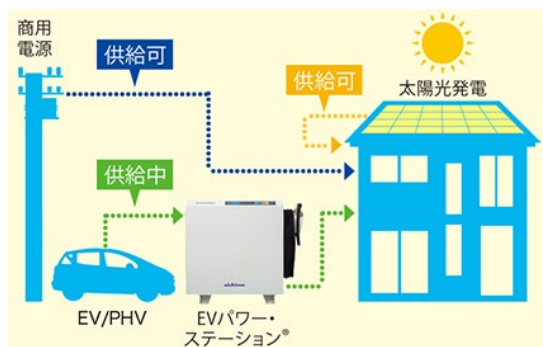 商用
電源
供給可
供給可
太陽光発電
供給中
EV/PHV
EVパワー・
ステーション®
nichicon